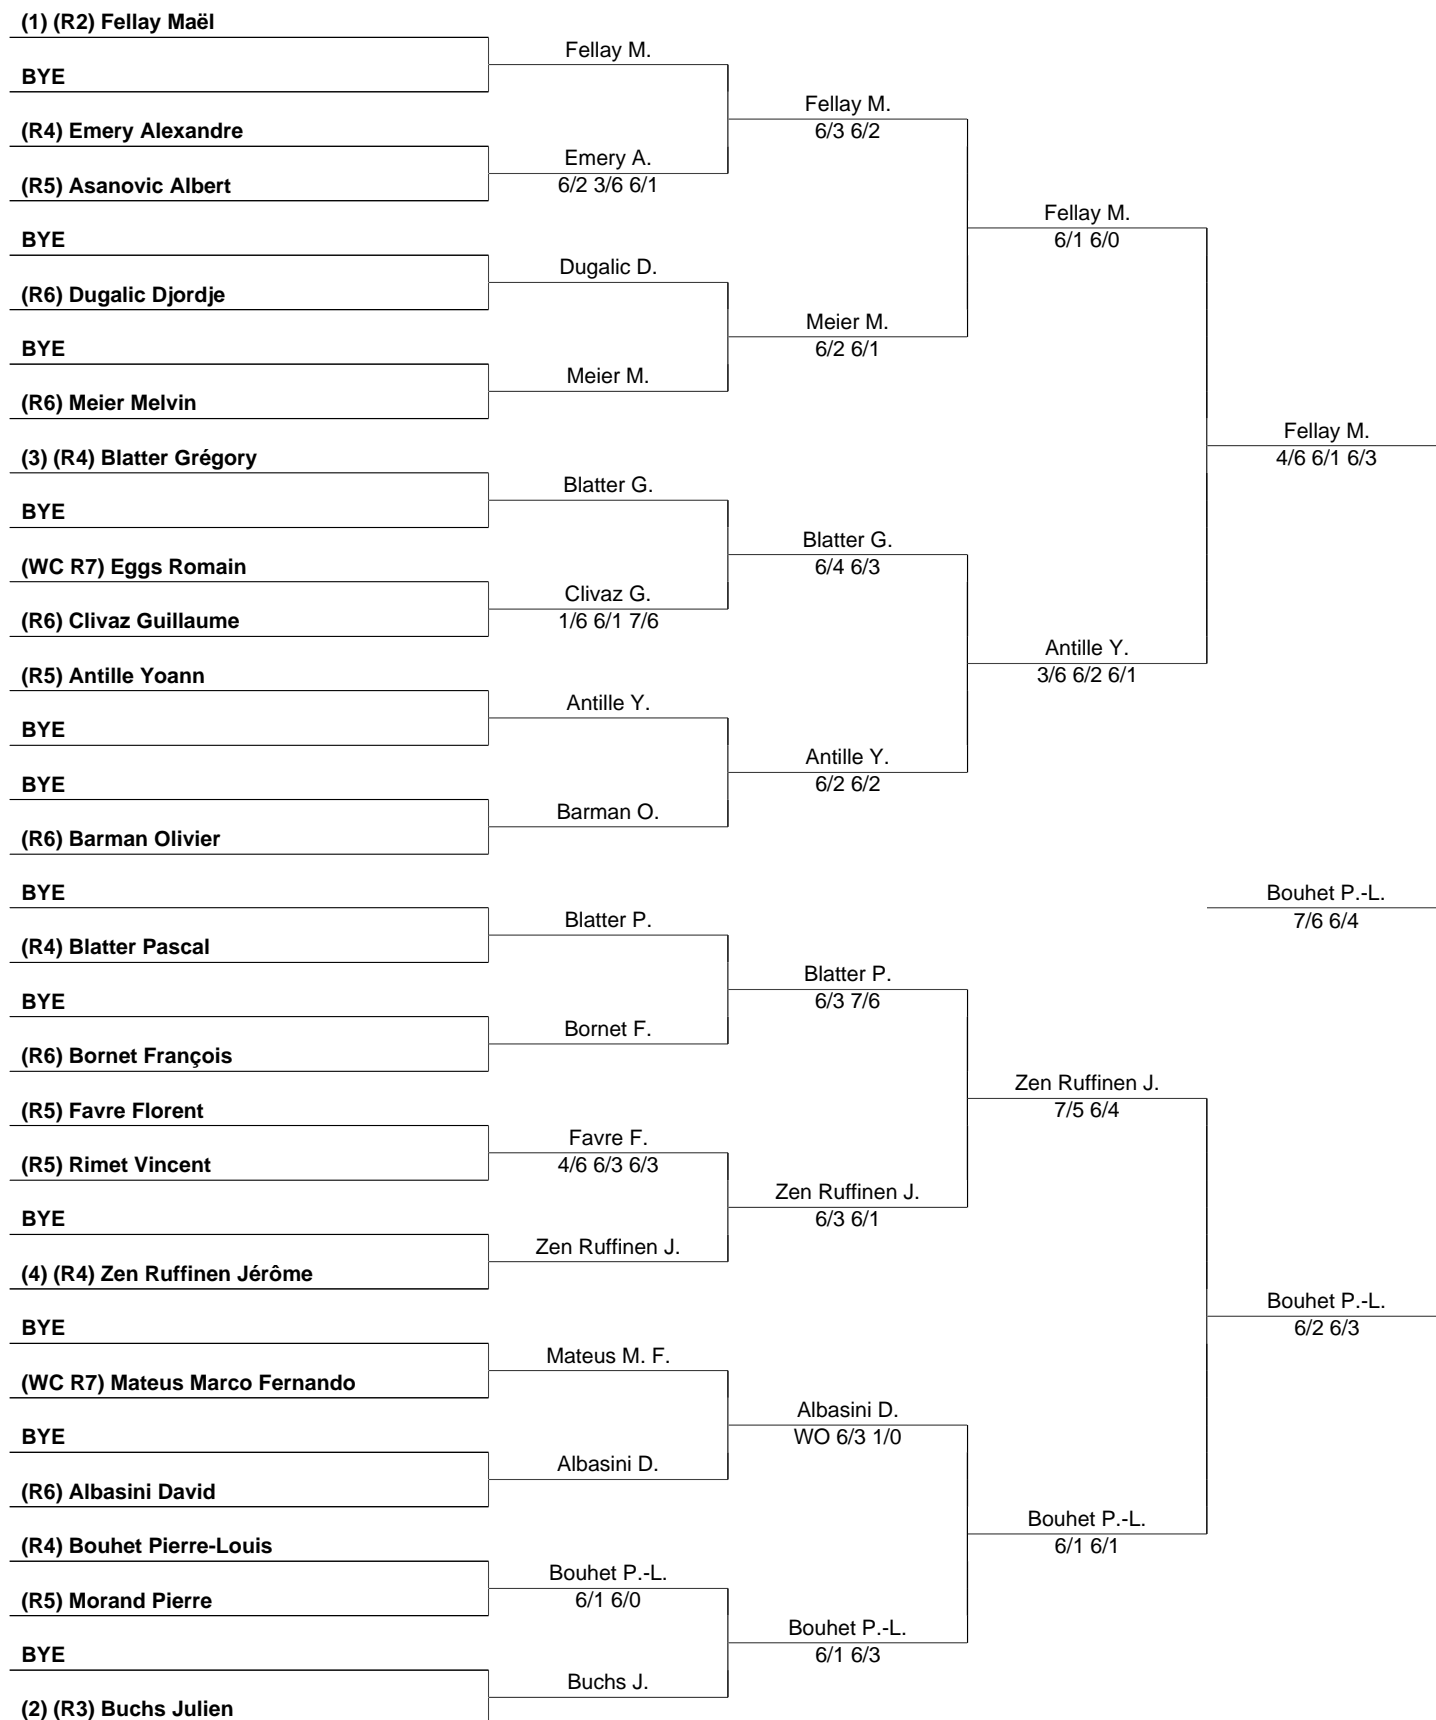 (1) (R2) Fellay Maël
BYE
(R4) Emery Alexandre
(R5) Asanovic Albert
BYE
(R6) Dugalic Djordje
BYE
(R6) Meier Melvin
(3) (R4) Blatter Grégory
BYE
(WC R7) Eggs Romain
(R6) Clivaz Guillaume
(R5) Antille Yoann
BYE
BYE
(R6) Barman Olivier
BYE
(R4) Blatter Pascal
BYE
(R6) Bornet François
(R5) Favre Florent
(R5) Rimet Vincent
BYE
(4) (R4) Zen Ruffinen Jérôme
BYE
(WC R7) Mateus Marco Fernando
BYE
(R6) Albasini David
(R4) Bouhet Pierre-Louis
(R5) Morand Pierre
BYE
(2) (R3) Buchs Julien
Fellay M.
Emery A.
6/2 3/6 6/1
Dugalic D.
Meier M.
Blatter G.
Clivaz G.
1/6 6/1 7/6
Antille Y.
Barman O.
Blatter P.
Bornet F.
Favre F.
4/6 6/3 6/3
Zen Ruffinen J.
Mateus M. F.
Albasini D.
Bouhet P.-L.
6/1 6/0
Buchs J.
Fellay M.
6/3 6/2
Meier M.
6/2 6/1
Blatter G.
6/4 6/3
Antille Y.
6/2 6/2
Blatter P.
6/3 7/6
Zen Ruffinen J.
6/3 6/1
Albasini D.
WO 6/3 1/0
Bouhet P.-L.
6/1 6/3
Fellay M.
6/1 6/0
Antille Y.
3/6 6/2 6/1
Zen Ruffinen J.
7/5 6/4
Bouhet P.-L.
6/1 6/1
Fellay M.
4/6 6/1 6/3
Bouhet P.-L.
7/6 6/4
Bouhet P.-L.
6/2 6/3